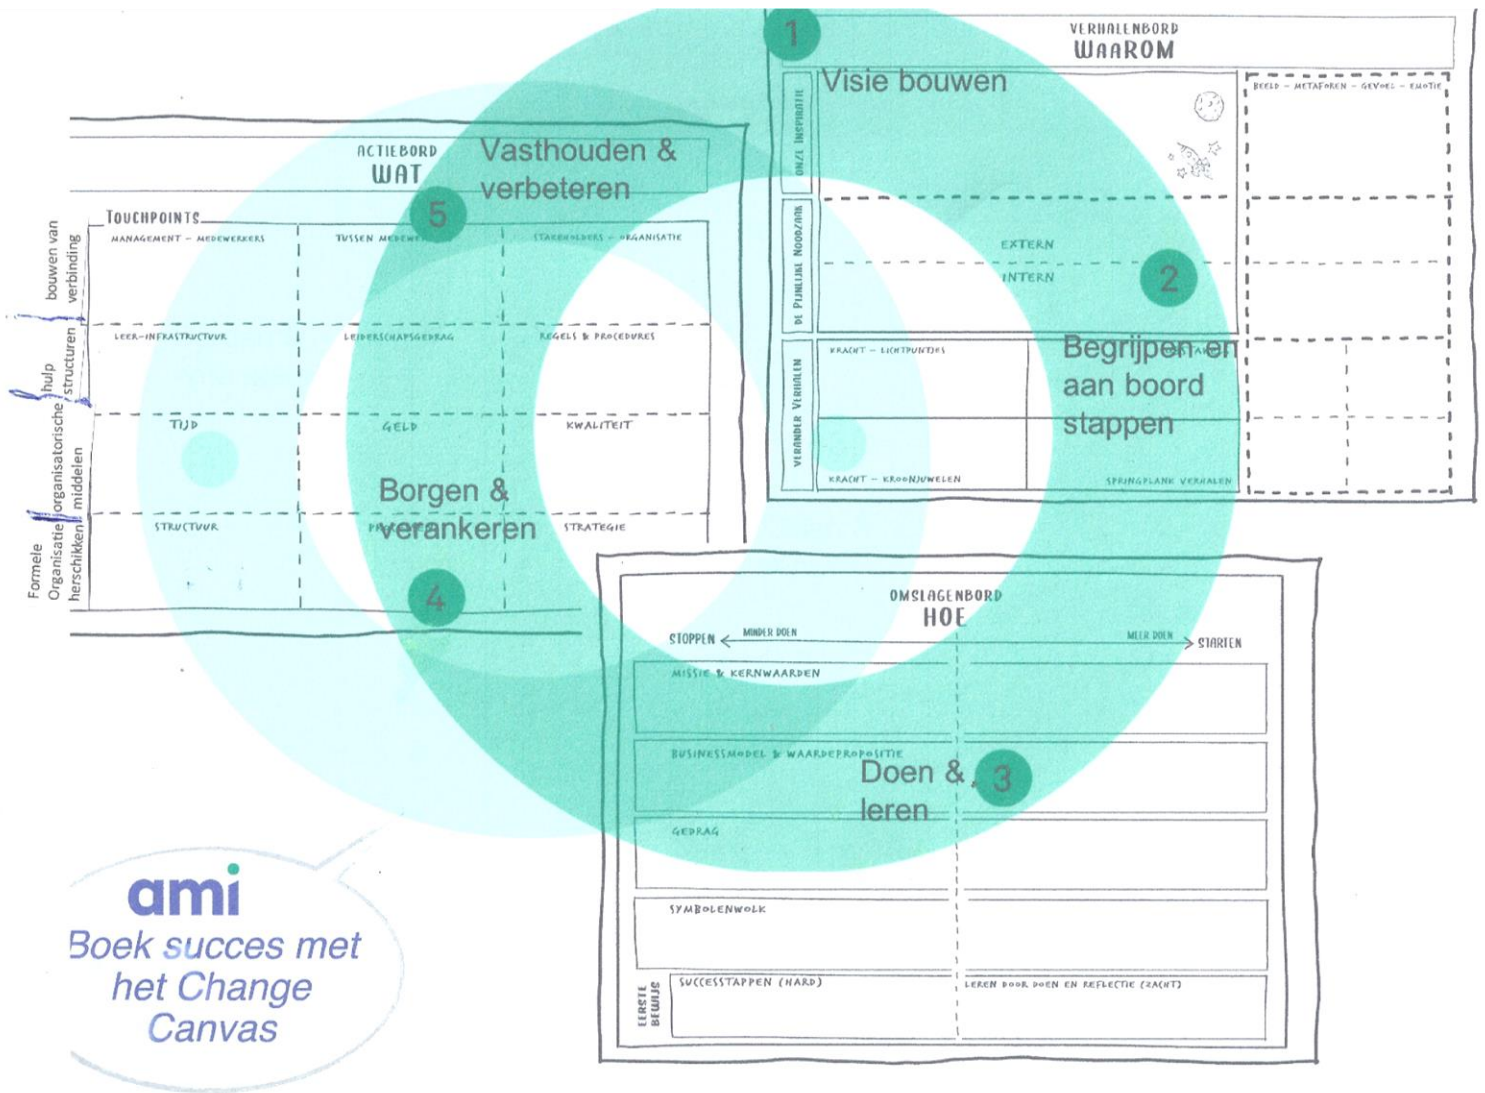 1
VERHALENBORD
WAAROM
Visie bouwen
ONZE INSPIRATIE
BEELD – METAFOREN – GEVOEL – EMOTIE
DE PIJNLIJKE NOODZAAK
EXTERN
INTERN
2
Begrijpen en
aan boord
stappen
VERANDER VERHALEN
KRACHT – LICHTPUNTJES
KRACHT – KROONJUWELEN
SPRINGPLANK VERHALEN
ACTIEBORD
WAT
Vasthouden &
verbeteren
5
TOUCHPOINTS
bouwen van
verbinding
MANAGEMENT – MEDEWERKERS
TUSSEN
STAKEHOLDERS – ORGANISATIE
hulp
structuren
LEER-INFRASTRUCTUUR
LEIDERSCHAPSGEDRAG
REGELS & PROCEDURES
organisatorische
middelen
TIJD
GELD
KWALITEIT
Borgen &
verankeren
Formele
Organisatie
herschikken
STRUCTUUR
STRATEGIE
4
OMSLAGENBORD
HOE
STOPPEN
MINDER DOEN
MEER DOEN
STARTEN
MISSIE & KERNWAARDEN
BUSINESSMODEL & WAARDEPROPOSITIE
Doen &
leren
3
GEDRAG
SYMBOLENWOLK
EERSTE
BEWIJS
SUCCESSTAPPEN (HARD)
LEREN DOOR DOEN EN REFLECTIE (ZACHT)
ami
Boek succes met
het Change
Canvas